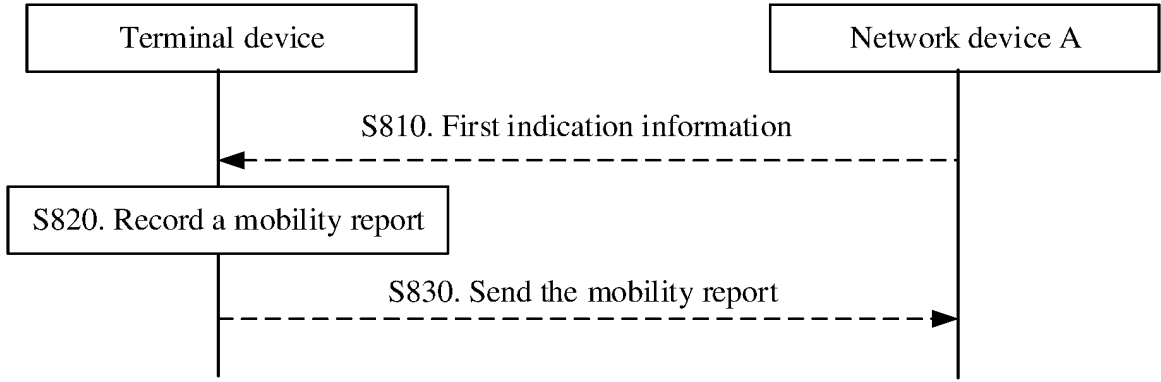 Terminal device
Network device A
S810. First indication information
S820. Record a mobility report
S830. Send the mobility report